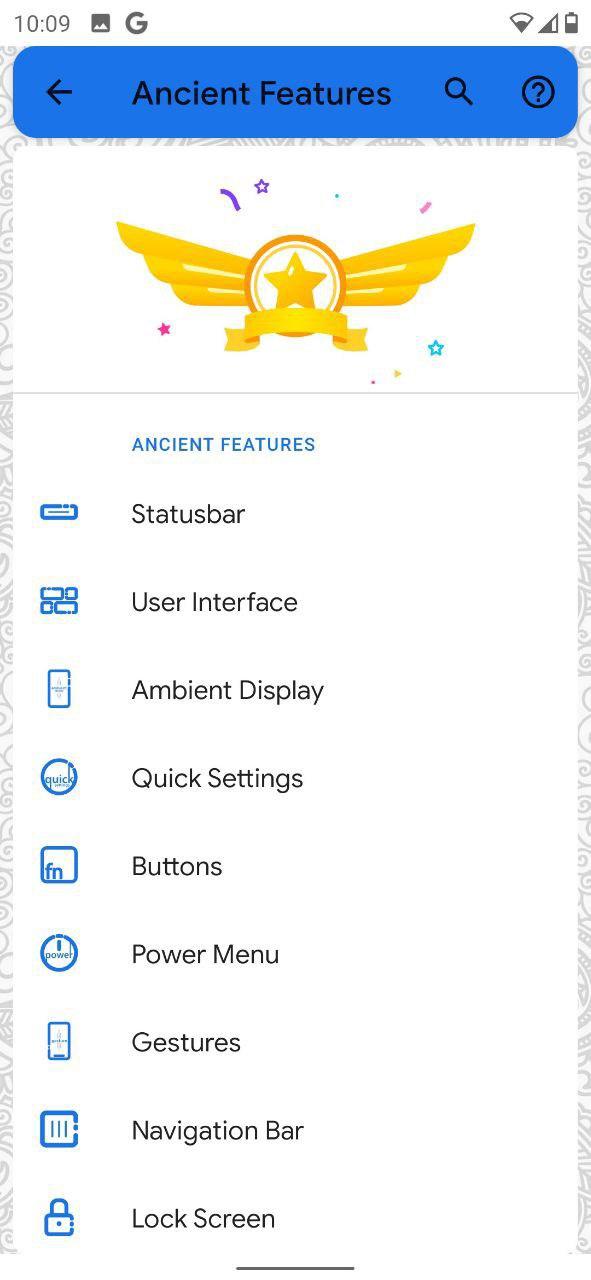 10:09
Ancient Features
ANCIENT FEATURES
Statusbar
User Interface
Ambient Display
quick
Quick Settings
fn
Buttons
power
Power Menu
Gestures
Navigation Bar
Lock Screen